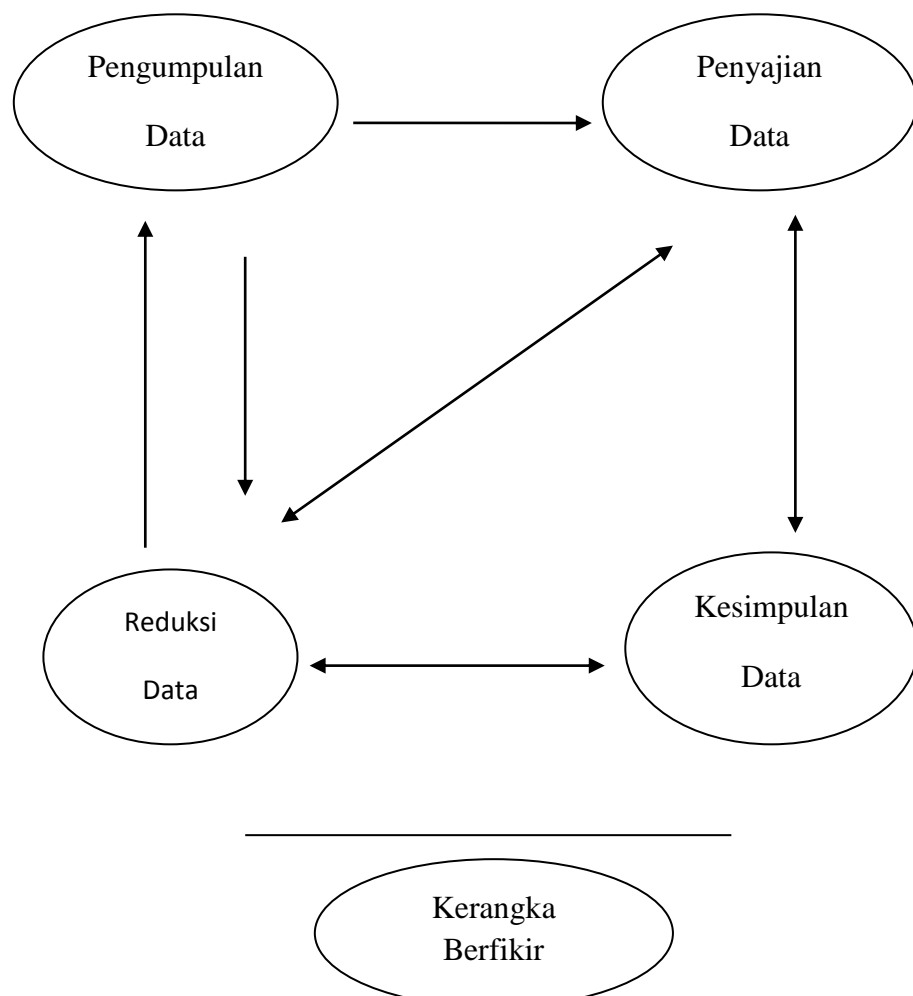 Pengumpulan
Data
Penyajian
Data
Reduksi
Data
Kesimpulan
Data
Kerangka
Berfikir